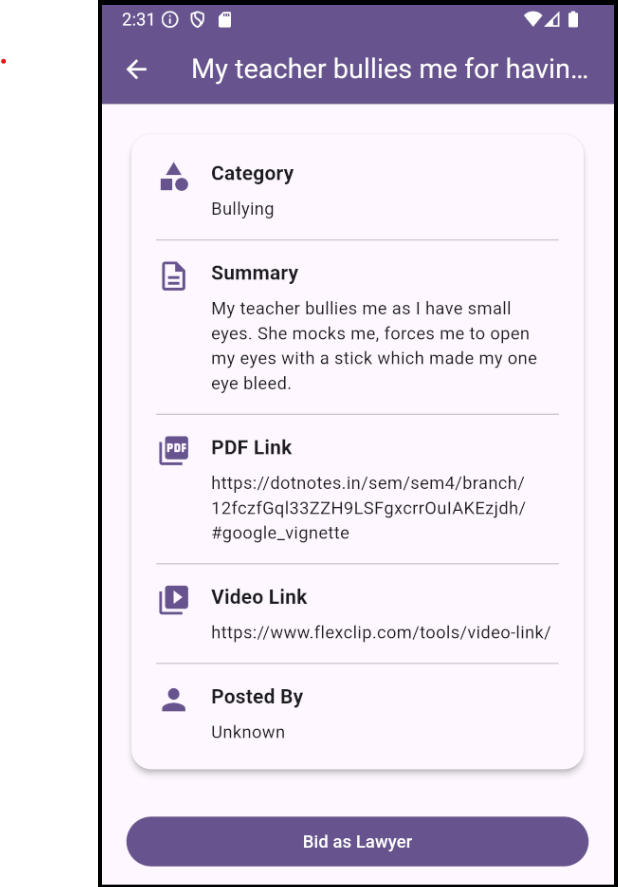 2:31
My teacher bullies me for havin...
Category
Bullying
Summary
My teacher bullies me as I have small
eyes. She mocks me, forces me to open
my eyes with a stick which made my one
eye bleed.
PDF
PDF Link
https://dotnotes.in/sem/sem4/branch/
12fczfGql33ZZH9LSFgxcrrOuIAKEzjdh/
#google_vignette
Video Link
https://www.flexclip.com/tools/video-link/
Posted By
Unknown
Bid as Lawyer